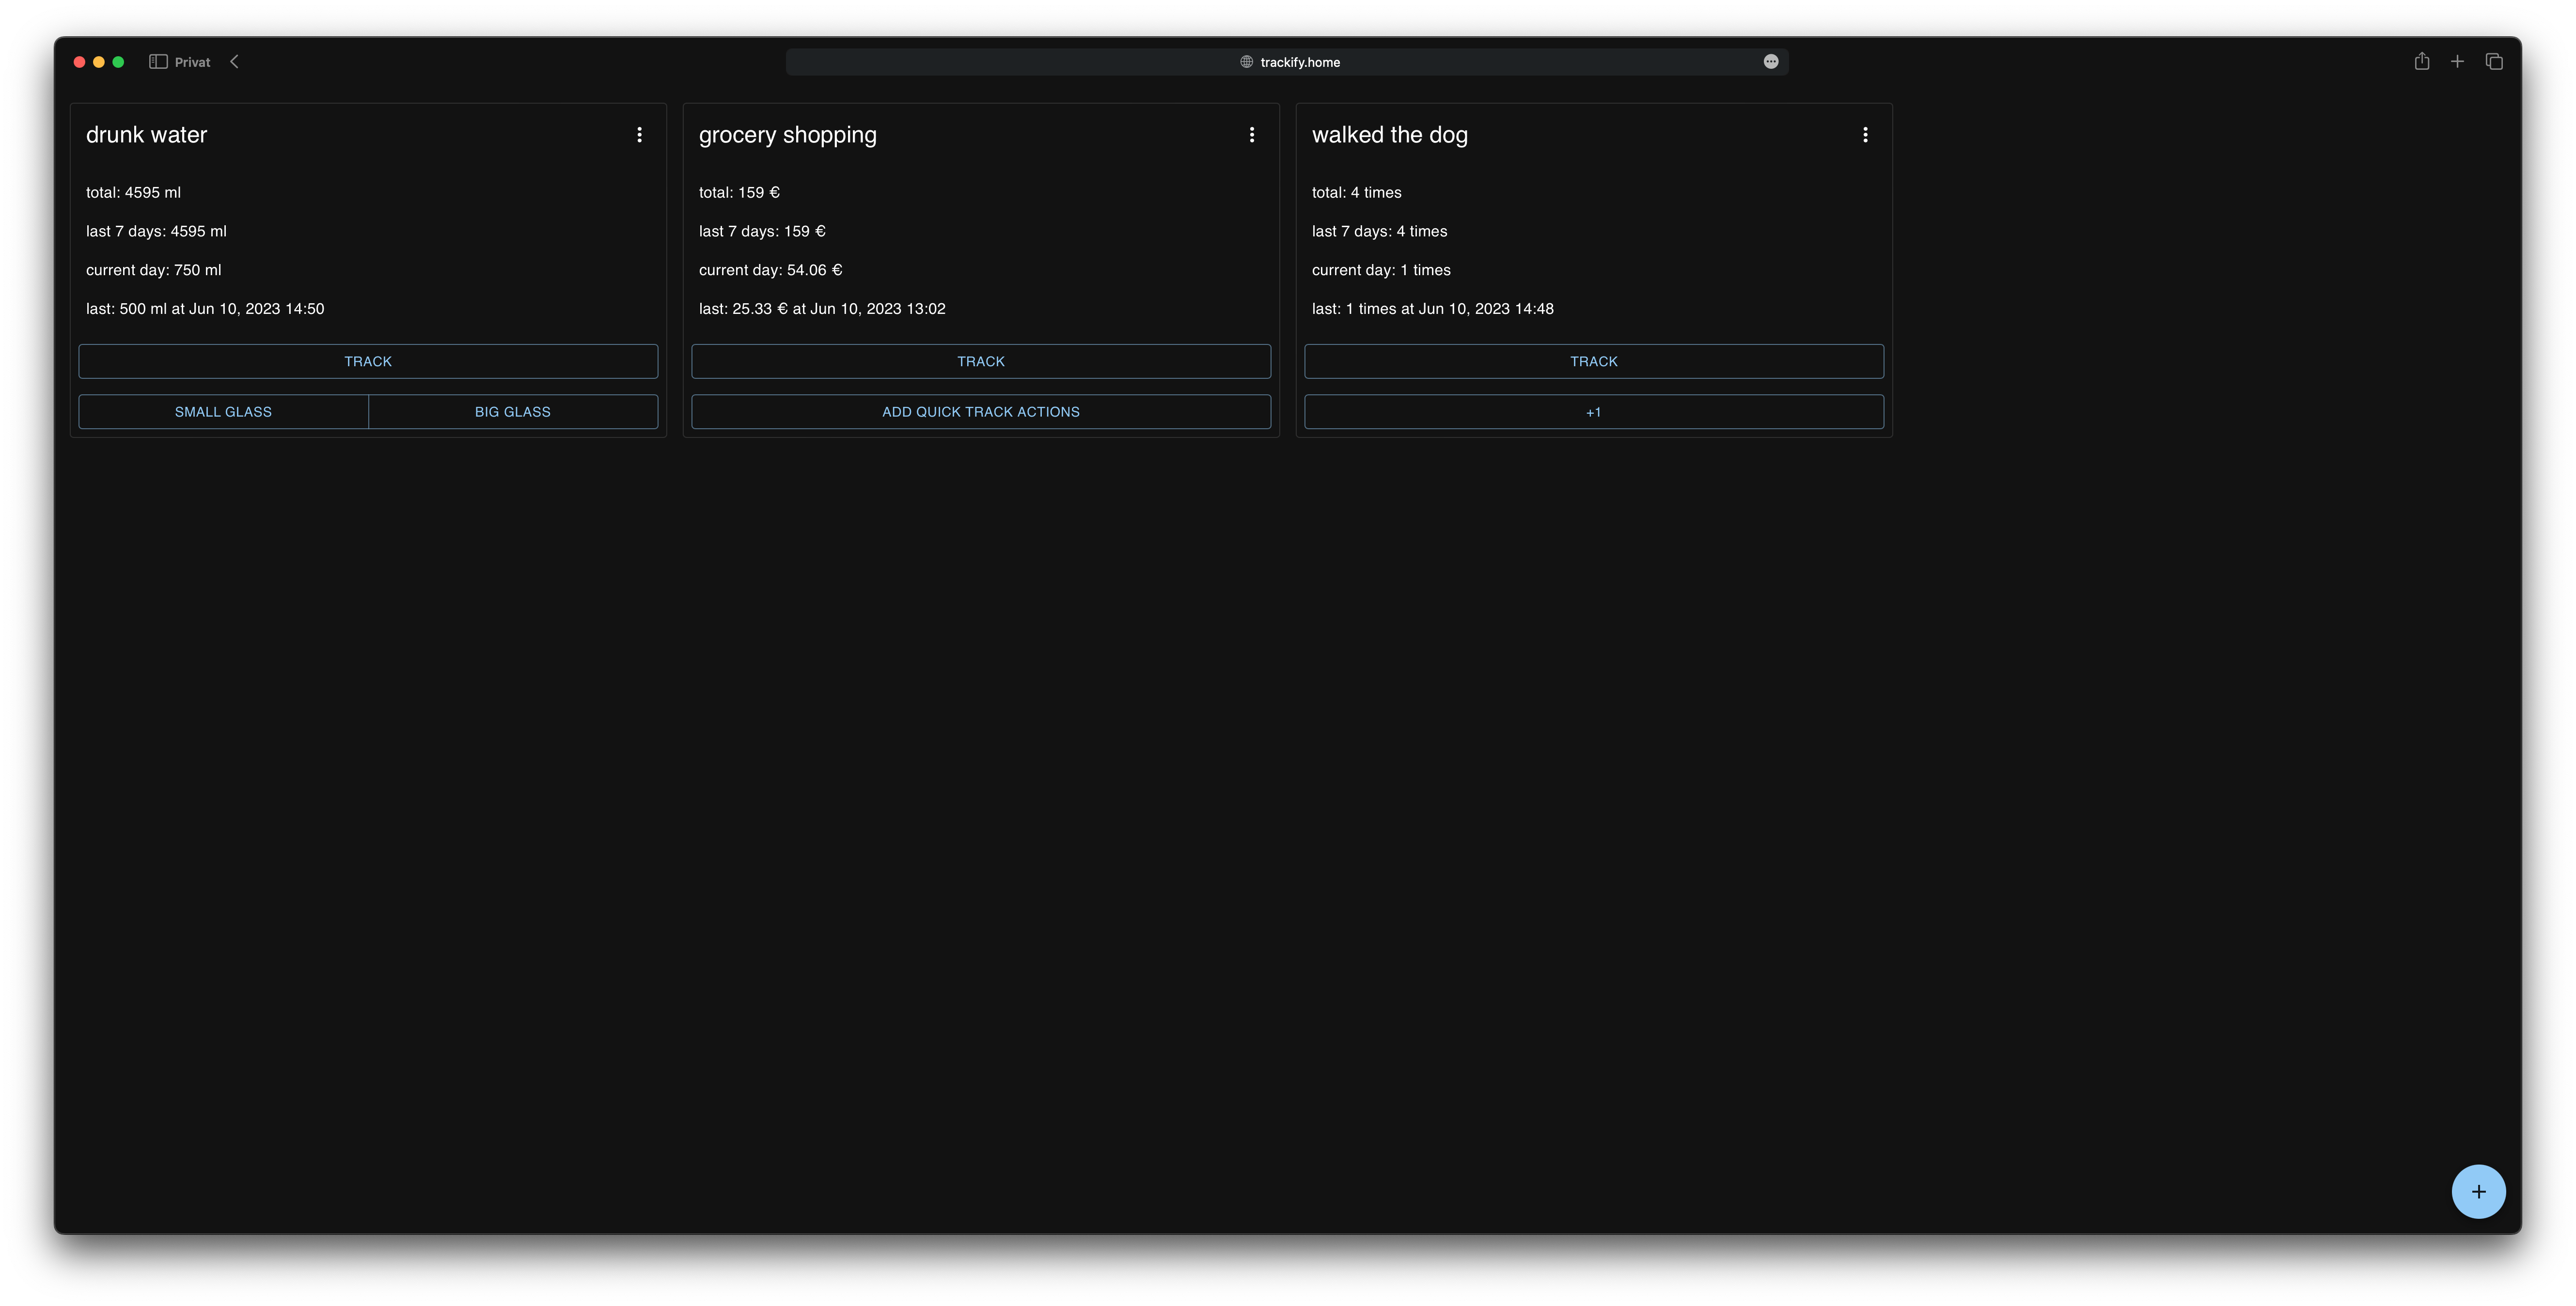 Privat
trackify.home
drunk water
total: 4595 ml
last 7 days: 4595 ml
current day: 750 ml
last: 500 ml at Jun 10, 2023 14:50
TRACK
SMALL GLASS BIG GLASS
grocery shopping
total: 159 €
last 7 days: 159 €
current day: 54.06 €
last: 25.33 € at Jun 10, 2023 13:02
TRACK
ADD QUICK TRACK ACTIONS
walked the dog
total: 4 times
last 7 days: 4 times
current day: 1 times
last: 1 times at Jun 10, 2023 14:48
TRACK
+1